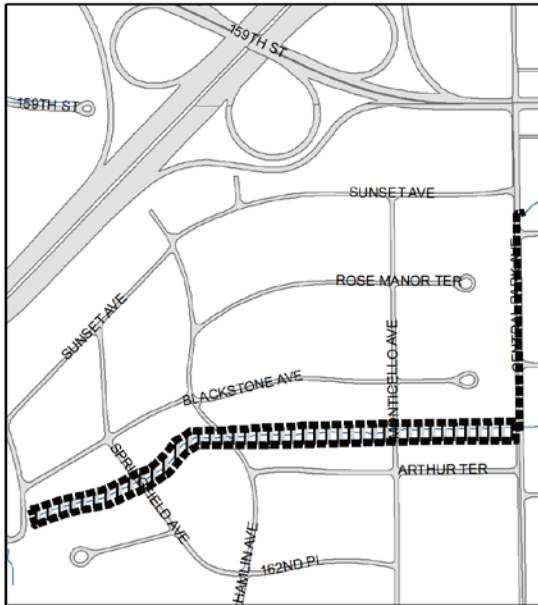 159TH ST
159TH ST
SUNSET AVE
ROSE MANOR TER
CENTRAL PARK AVE
SUNSET AVE
MONTICELLO AVE
BLACKSTONE AVE
SPRINGFIELD AVE
ARTHUR TER
HAMLIN AVE
162ND PL